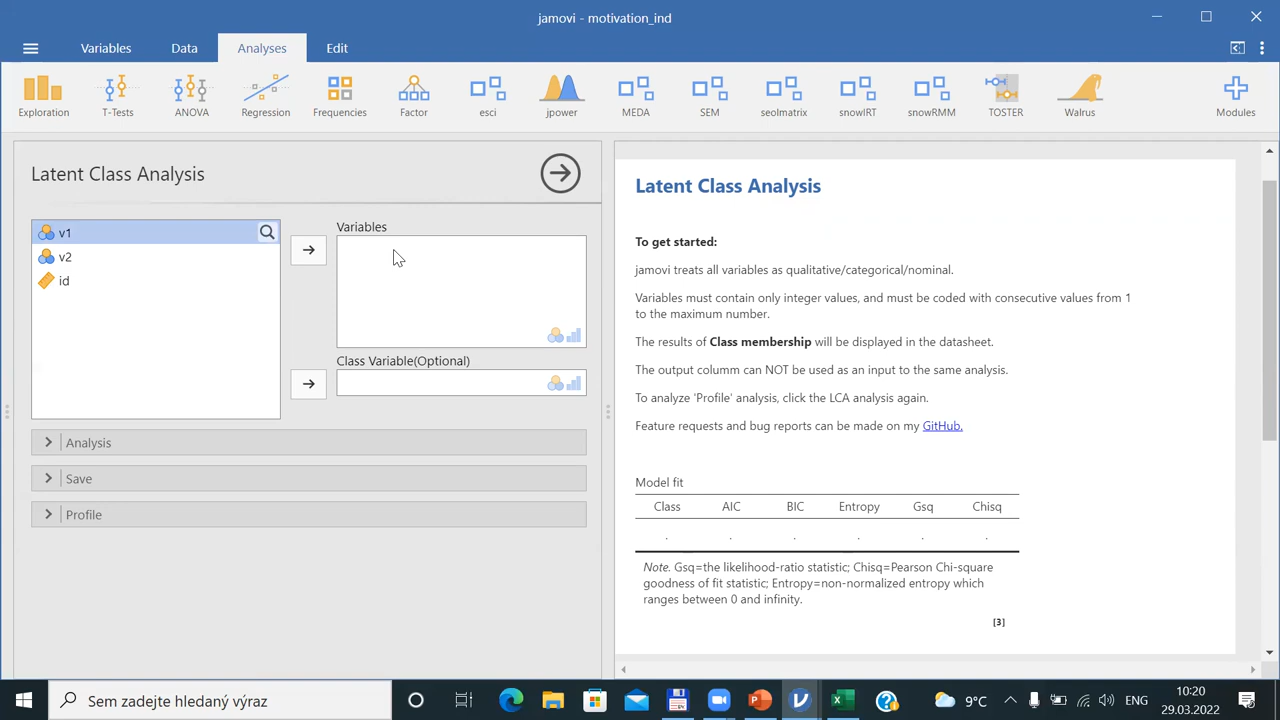 jamovi - motivation_ind
Variables Data Analyses Edit
Exploration T-Tests ANOVA Regression Frequencies Factor esci jpower MEDA SEM seolmatrix snowIRT snowRMM TOSTER Walrus Modules
Latent Class Analysis
v1
v2
id
Variables
Class Variable(Optional)
Analysis
Save
Profile
Latent Class Analysis
To get started:
jamovi treats all variables as qualitative/categorical/nominal.
Variables must contain only integer values, and must be coded with consecutive values from 1
to the maximum number.
The results of Class membership will be displayed in the datasheet.
The output columm can NOT be used as an input to the same analysis.
To analyze 'Profile' analysis, click the LCA analysis again.
Feature requests and bug reports can be made on my GitHub.
Model fit
Class AIC BIC Entropy Gsq Chisq
. . . . . .
Note. Gsq=the likelihood-ratio statistic; Chisq=Pearson Chi-square
goodness of fit statistic; Entropy=non-normalized entropy which
ranges between 0 and infinity.
[3]
Sem zadejte hledaný výraz
9°C
ENG
10:20
29.03.2022